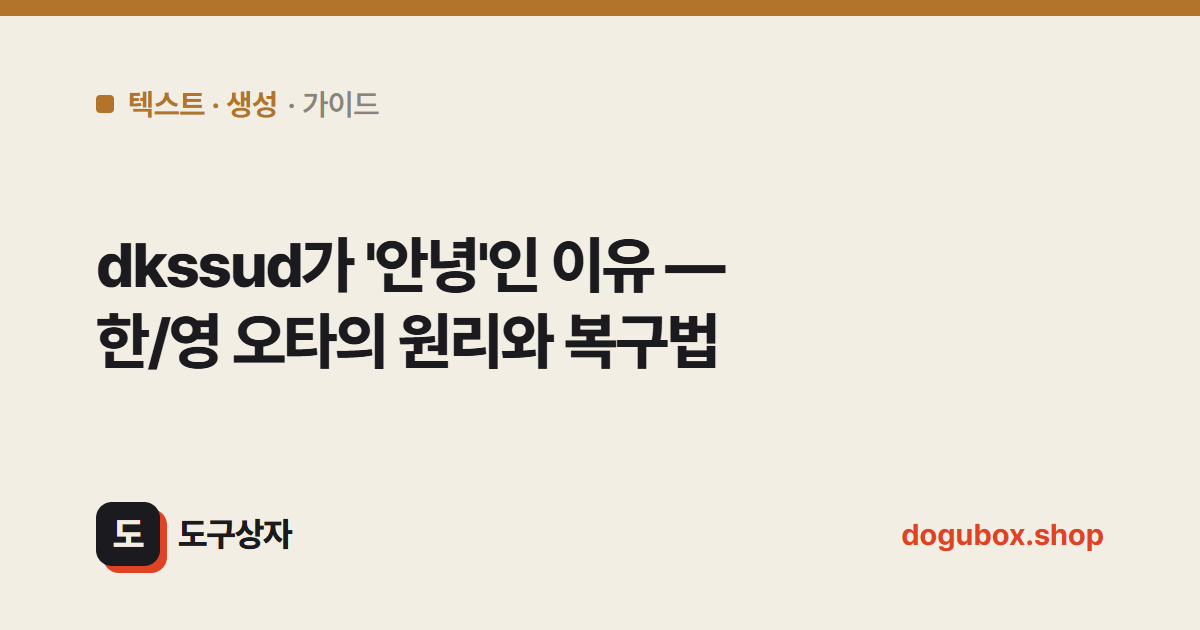 텍스트 · 생성 · 가이드
dkssud가 '안녕'인 이유 —
한/영 오타의 원리와 복구법
도 도구상자
dogubox.shop